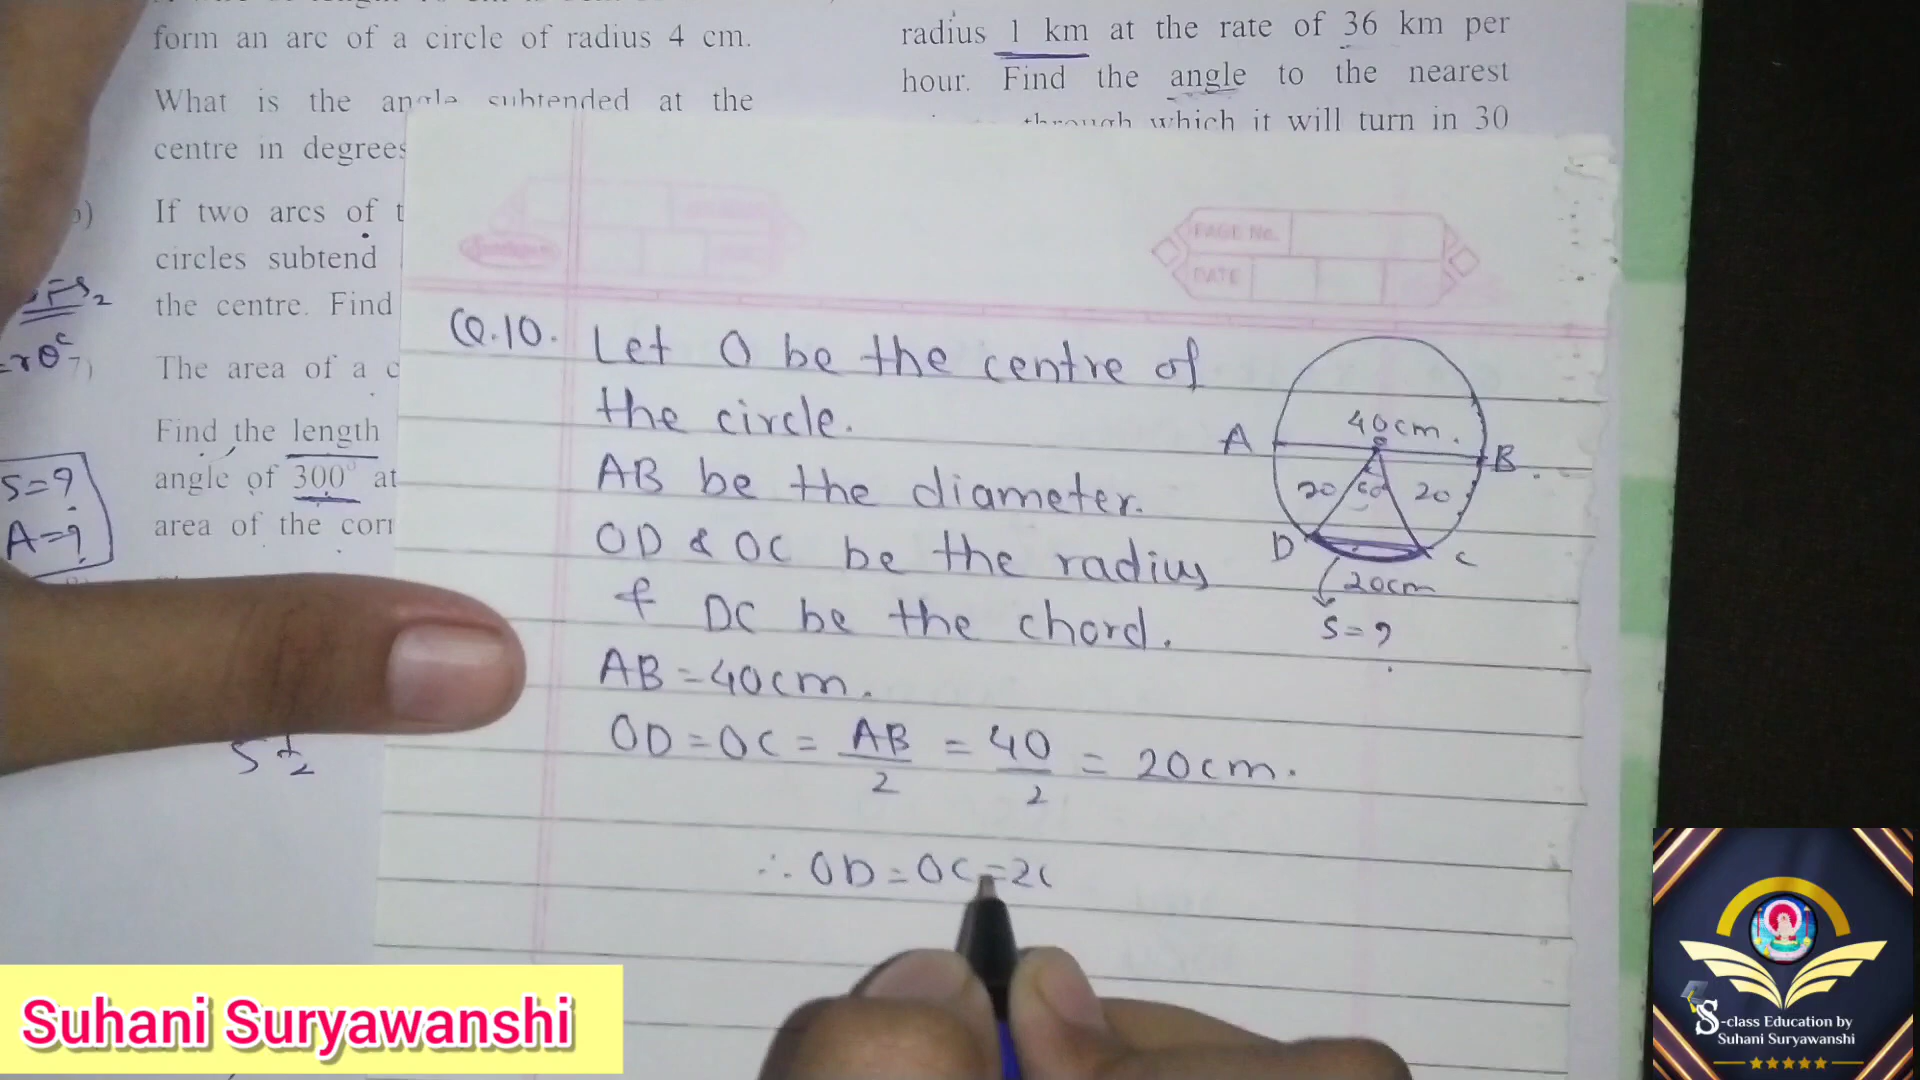 form an arc of a circle of radius 4 cm.
What is the angle subtended at the
centre in degrees
If two arcs of t
circles subtend
the centre. Find
The area of a c
Find the length
angle of 300° at
area of the corr
S=?
A=?
radius 1 km at the rate of 36 km per
hour. Find the angle to the nearest
through which it will turn in 30
PAGE No.
DATE
Q.10. Let O be the centre of
the circle.
AB be the diameter.
OD & OC be the radius
& DC be the chord.
AB = 40cm.
OD = OC = AB/2 = 40/2 = 20cm.
∴ OD = OC = 2
A
40cm.
B
20
60
20
D
C
20cm
S=?
Suhani Suryawanshi
S-class Education by
Suhani Suryawanshi